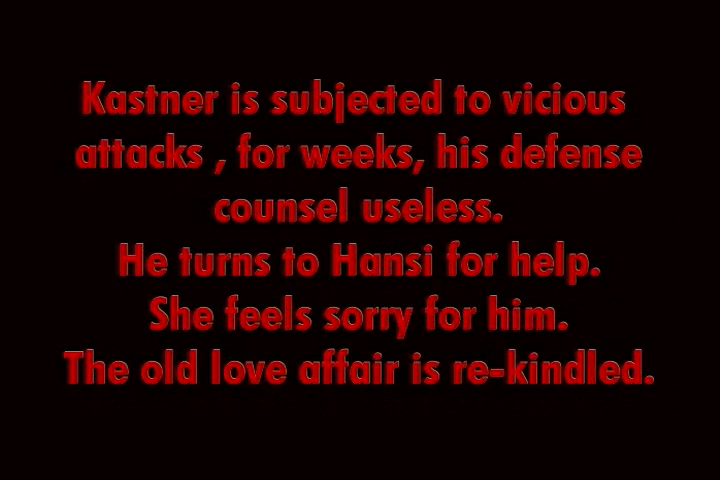 Kastner is subjected to vicious
attacks , for weeks, his defense
counsel useless.
He turns to Hansi for help.
She feels sorry for him.
The old love affair is re-kindled.